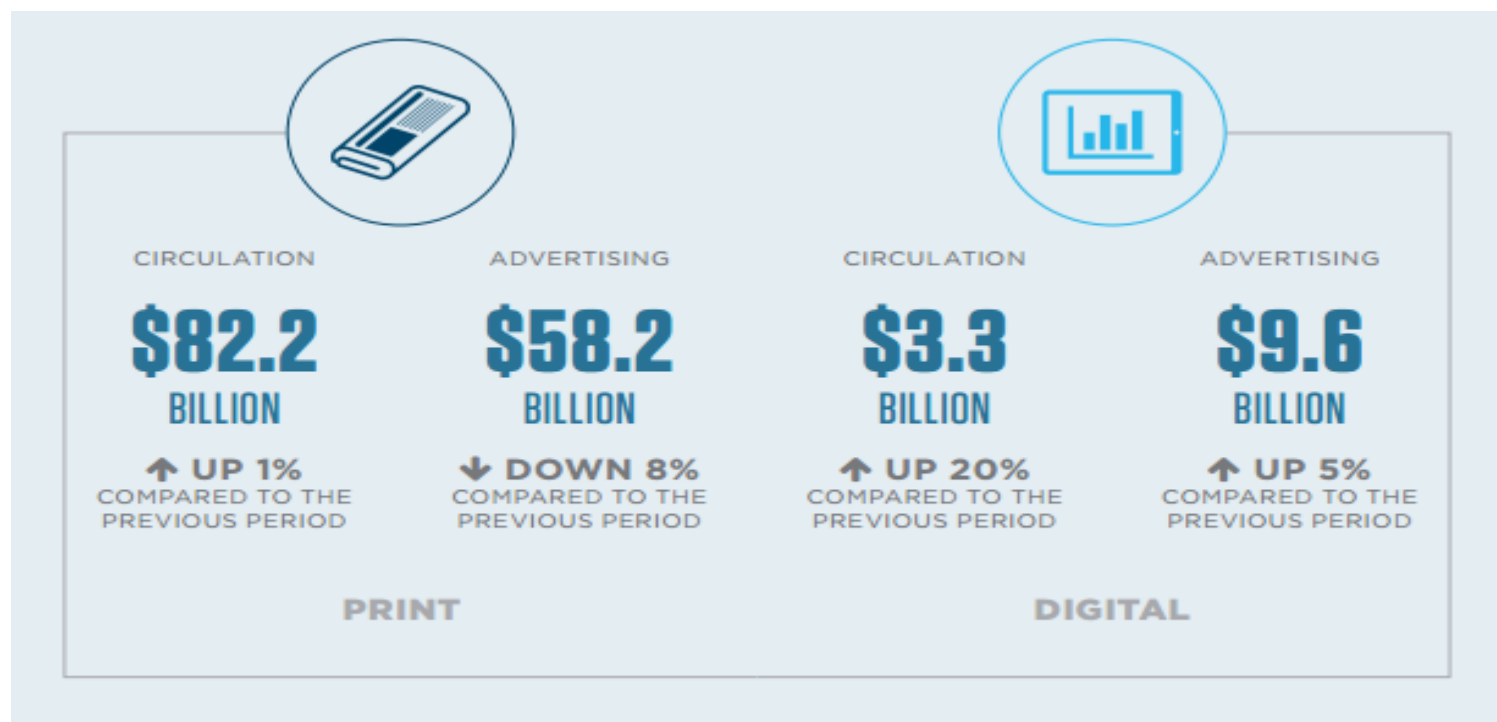 CIRCULATION
$82.2
BILLION
↑ UP 1%
COMPARED TO THE
PREVIOUS PERIOD
ADVERTISING
$58.2
BILLION
↓ DOWN 8%
COMPARED TO THE
PREVIOUS PERIOD
PRINT
CIRCULATION
$3.3
BILLION
↑ UP 20%
COMPARED TO THE
PREVIOUS PERIOD
ADVERTISING
$9.6
BILLION
↑ UP 5%
COMPARED TO THE
PREVIOUS PERIOD
DIGITAL